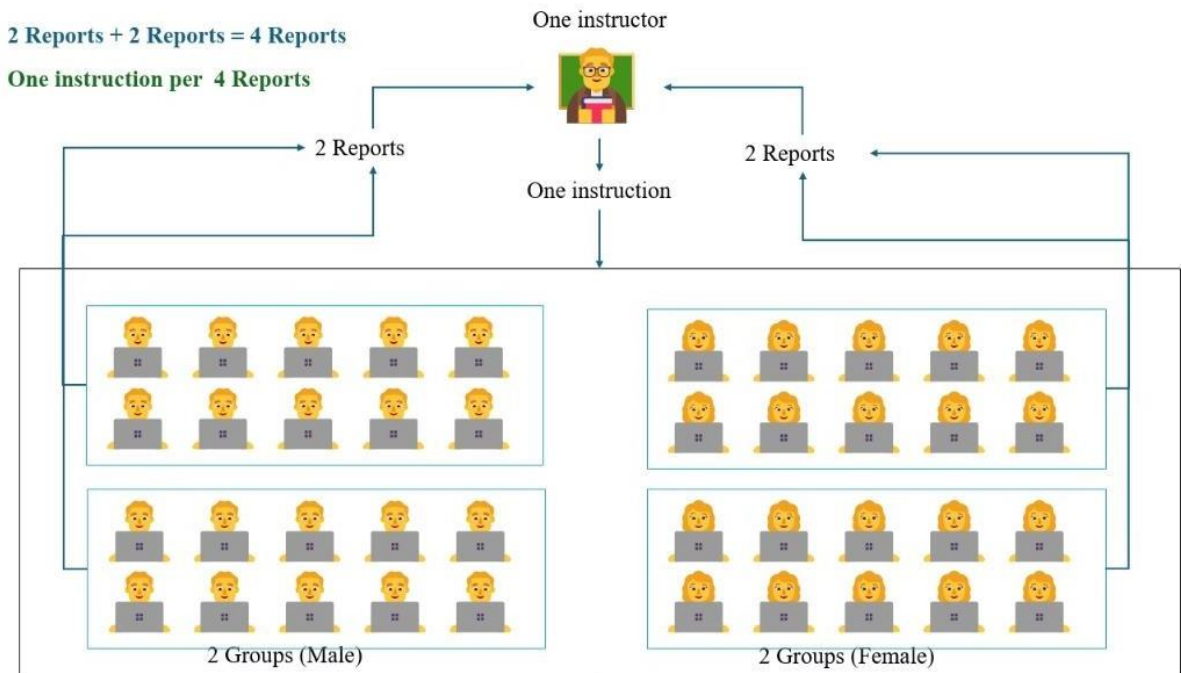 One instructor
2 Reports + 2 Reports = 4 Reports
One instruction per 4 Reports
2 Reports
2 Reports
One instruction
2 Groups (Male)
2 Groups (Female)